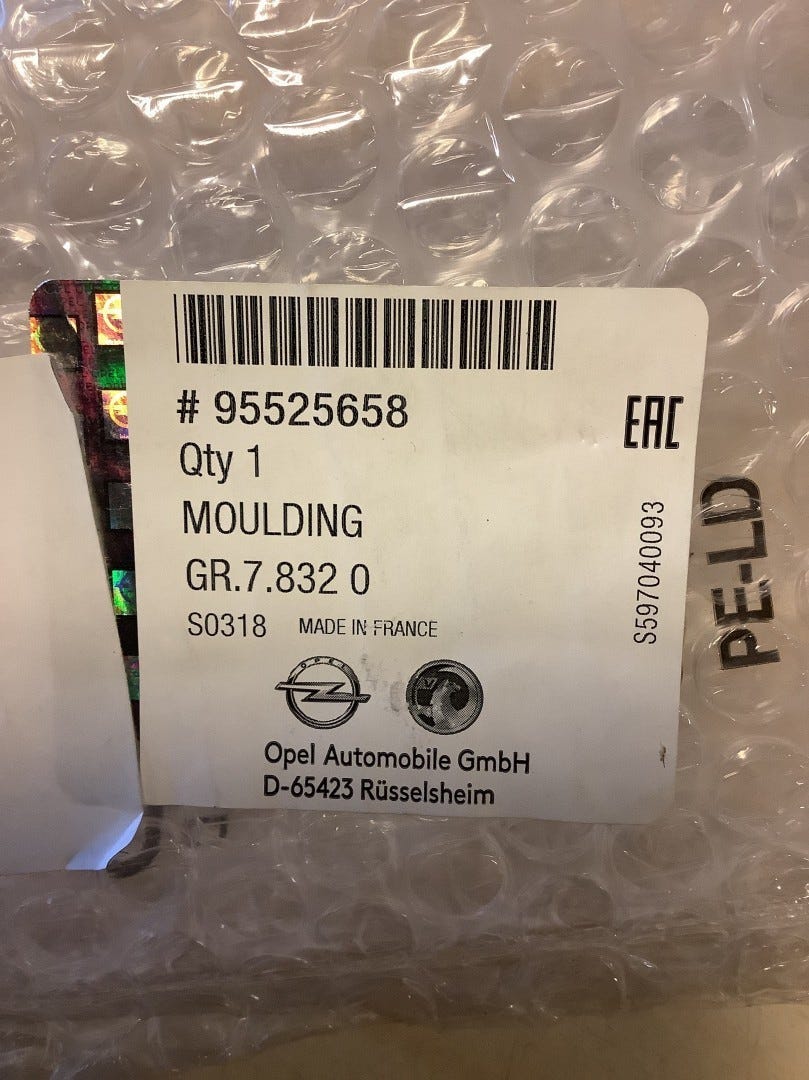 # 95525658
Qty 1
MOULDING
GR.7.832 0
S0318 MADE IN FRANCE
OPEL
Opel Automobile GmbH
D-65423 Rüsselsheim
EAC
S597040093
PE-LD